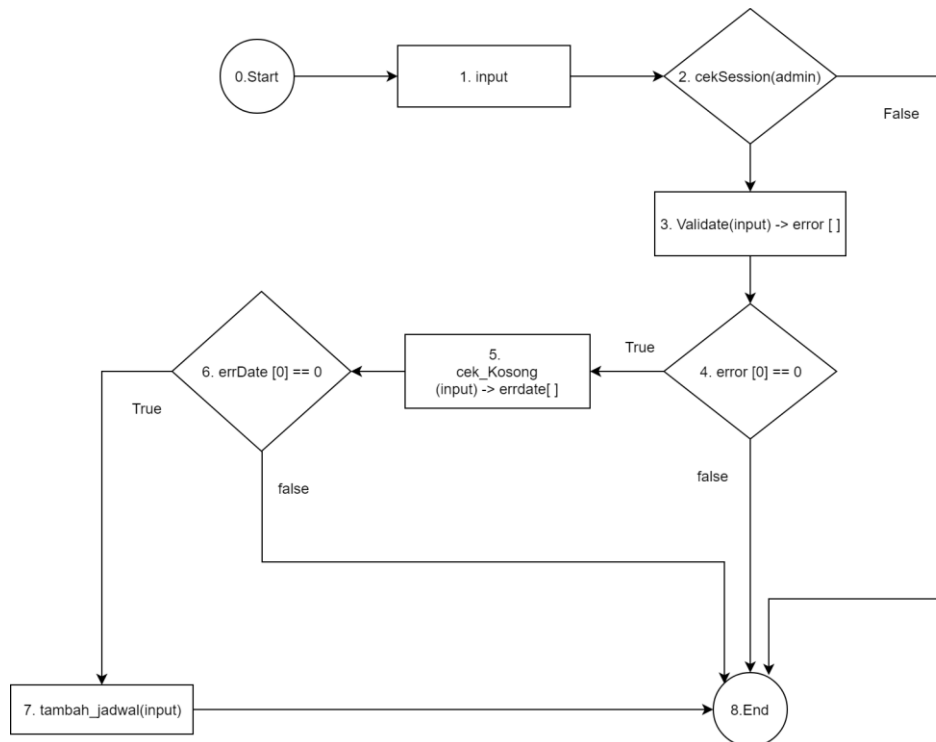 0.Start
1. input
2. cekSession(admin)
False
3. Validate(input) -> error [ ]
True
4. error [0] == 0
5.
cek_Kosong
(input) -> errdate[ ]
6. errDate [0] == 0
True
false
false
7. tambah_jadwal(input)
8.End